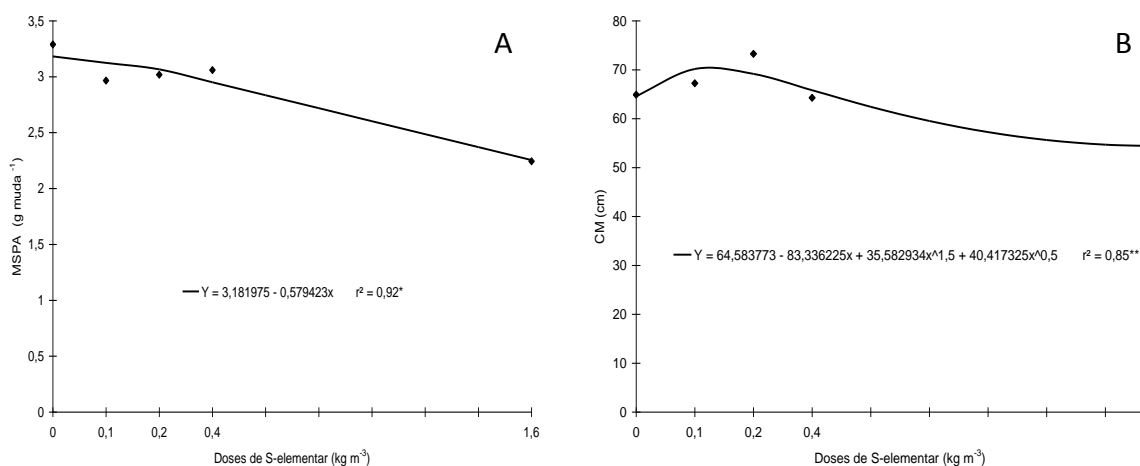 A
3,5
3
2,5
2
1,5
1
0,5
0
MSPA (g muda ⁻¹)
Y = 3,181975 - 0,579423x r² = 0,92*
0 0,1 0,2 0,4 1,6
Doses de S-elementar (kg m⁻³)
B
80
70
60
50
40
30
20
10
0
CM (cm)
Y = 64,583773 - 83,336225x + 35,582934x^1,5 + 40,417325x^0,5 r² = 0,85**
0 0,1 0,2 0,4
Doses de S-elementar (kg m⁻³)